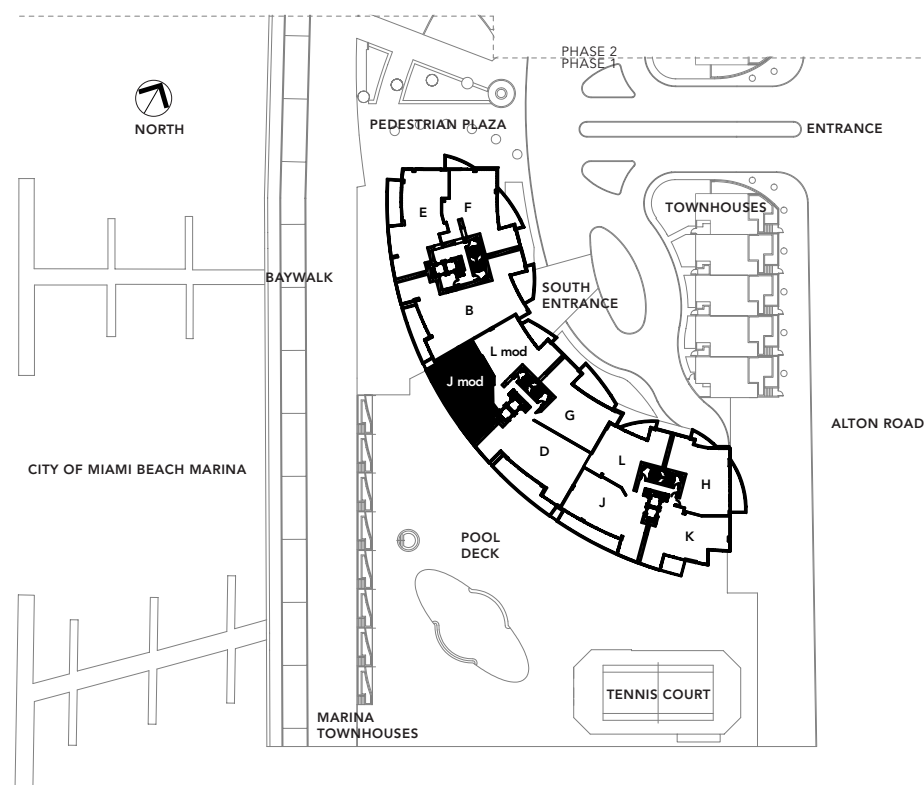 PHASE 2
PHASE 1
NORTH
PEDESTRIAN PLAZA
ENTRANCE
TOWNHOUSES
E
F
BAYWALK
SOUTH
ENTRANCE
B
L mod
J mod
G
ALTON ROAD
D
L
CITY OF MIAMI BEACH MARINA
H
J
K
POOL
DECK
TENNIS COURT
MARINA
TOWNHOUSES